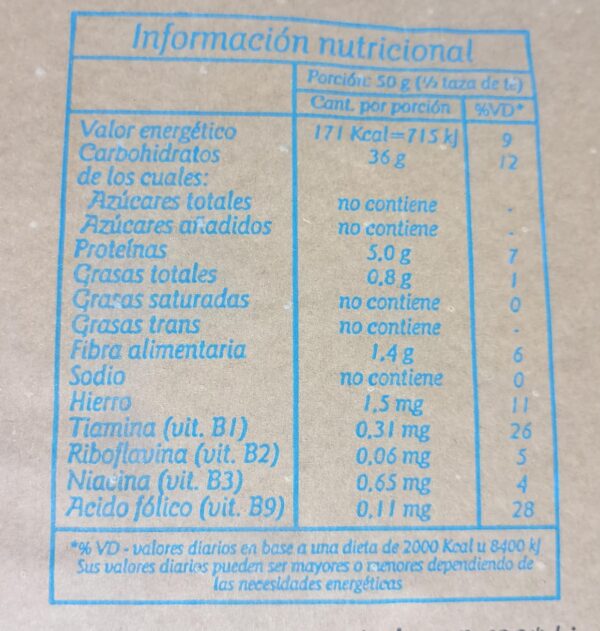 Información nutricional
Porción: 50 g (½ taza de té)
Cant. por porción %VD*
Valor energético 171 Kcal=715 kJ 9
Carbohidratos 36 g 12
de los cuales:
Azúcares totales no contiene -
Azúcares añadidos no contiene -
Proteínas 5.0 g 7
Grasas totales 0,8 g 1
Grasas saturadas no contiene 0
Grasas trans no contiene -
Fibra alimentaria 1.4 g 6
Sodio no contiene 0
Hierro 1,5 mg 11
Tiamina (vit. B1) 0,31 mg 26
Riboflavina (vit. B2) 0,06 mg 5
Niacina (vit. B3) 0,65 mg 4
Acido fólico (vit. B9) 0,11 mg 28
*% VD - valores diarios en base a una dieta de 2000 Kcal u 8400 kJ
Sus valores diarios pueden ser mayores o menores dependiendo de
las necesidades energéticas